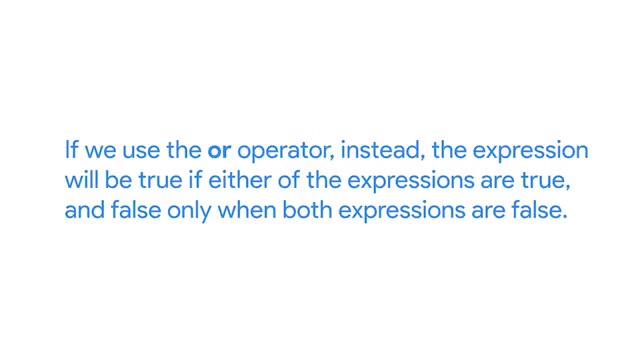 If we use the or operator, instead, the expression
will be true if either of the expressions are true,
and false only when both expressions are false.